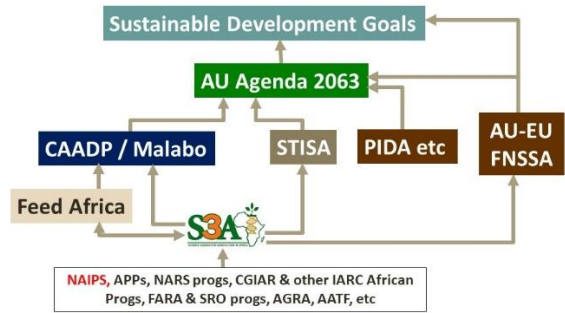 Sustainable Development Goals
AU Agenda 2063
CAADP / Malabo
STISA
PIDA etc
AU-EU
FNSSA
Feed Africa
S3A
NAIPS, APPs, NARS progs, CGIAR & other IARC African
Progs, FARA & SRO progs, AGRA, AATF, etc